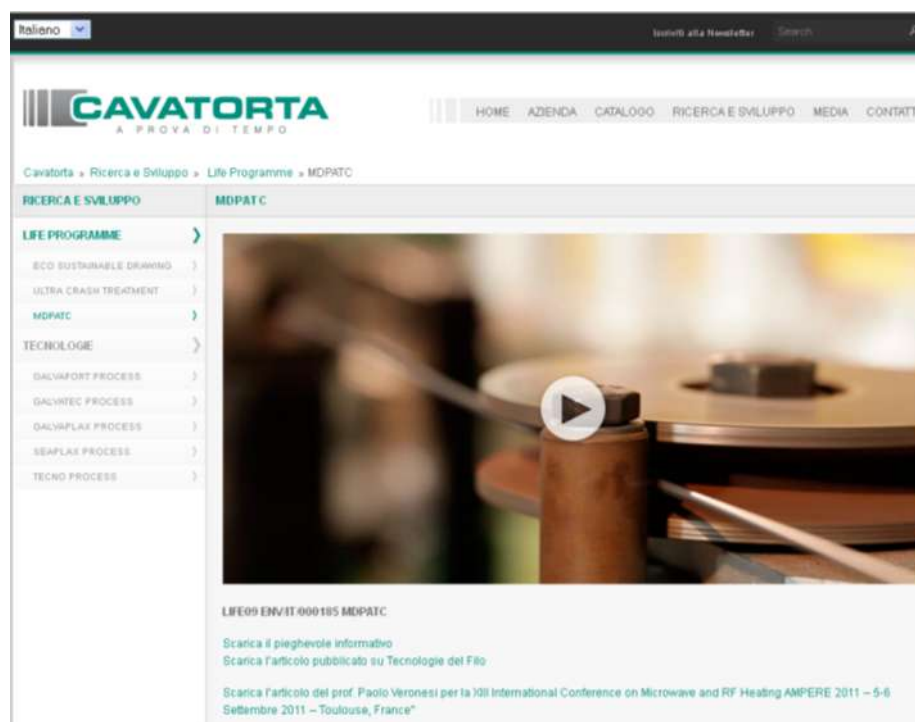 Italiano
Iscriviti alla Newsletter
Search
CAVATORTA
A PROVA DI TEMPO
HOME AZIENDA CATALOGO RICERCA E SVILUPPO MEDIA CONTATT
Cavatorta » Ricerca e Sviluppo » Life Programme » MDPATC
RICERCA E SVILUPPO
LIFE PROGRAMME
ECO SUSTAINABLE DRAWING
ULTRA CRASH TREATMENT
MDPATC
TECNOLOGIE
GALVAFORT PROCESS
GALVATEC PROCESS
GALVAPLAX PROCESS
SEAPLAX PROCESS
TECNO PROCESS
MDPATC
LIFE09 ENV/IT 000185 MDPATC
Scarica il pieghevole informativo
Scarica l'articolo pubblicato su Tecnologie del Filo
Scarica l'articolo del prof. Paolo Veronesi per la XIII International Conference on Microwave and RF Heating AMPERE 2011 – 5-6
Settembre 2011 – Toulouse, France"